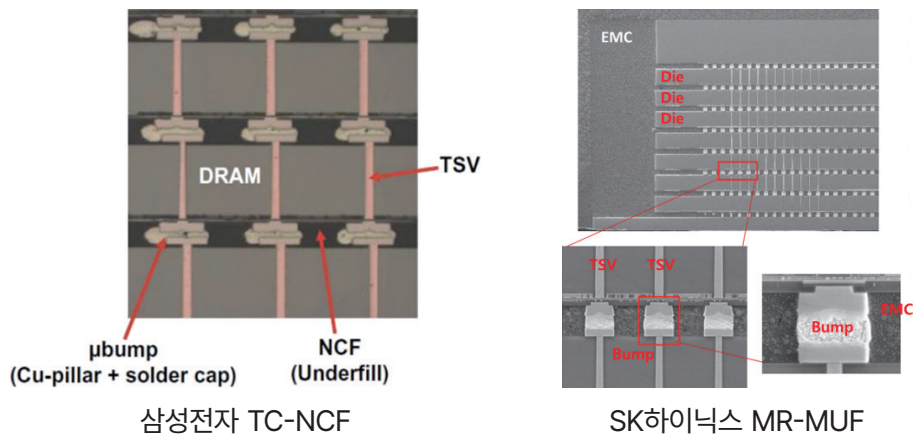 DRAM
TSV
μbump
(Cu-pillar + solder cap)
NCF
(Underfill)
삼성전자 TC-NCF
EMC
Die
Die
Die
TSV
TSV
Bump
Bump
EMC
SK하이닉스 MR-MUF